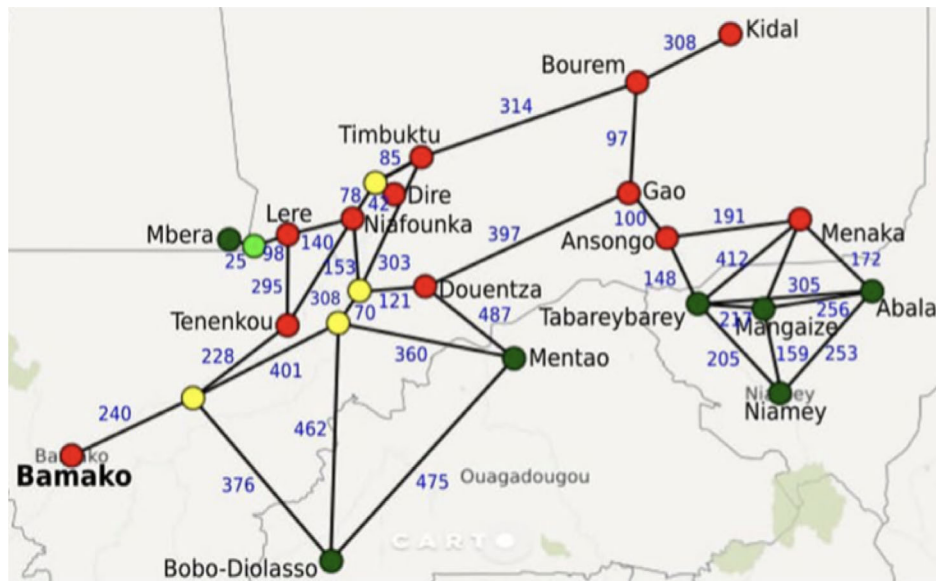 Kidal
308
Bourem
314
Timbuktu
97
85
Dire
78
42
Gao
Lere
Niafounka
100
191
Mbera
140
Ansongo
Menaka
98
397
25
153
303
412
172
295
148
305
308
121
Douentza
Abala
70
487
Tabareybarey
217
256
Tenenkou
Mangaize
228
360
Mentao
205
159
253
401
Niamey
Niamey
240
462
Bamako
Bamako
376
475
Ouagadougou
CARTO
Bobo-Diolasso